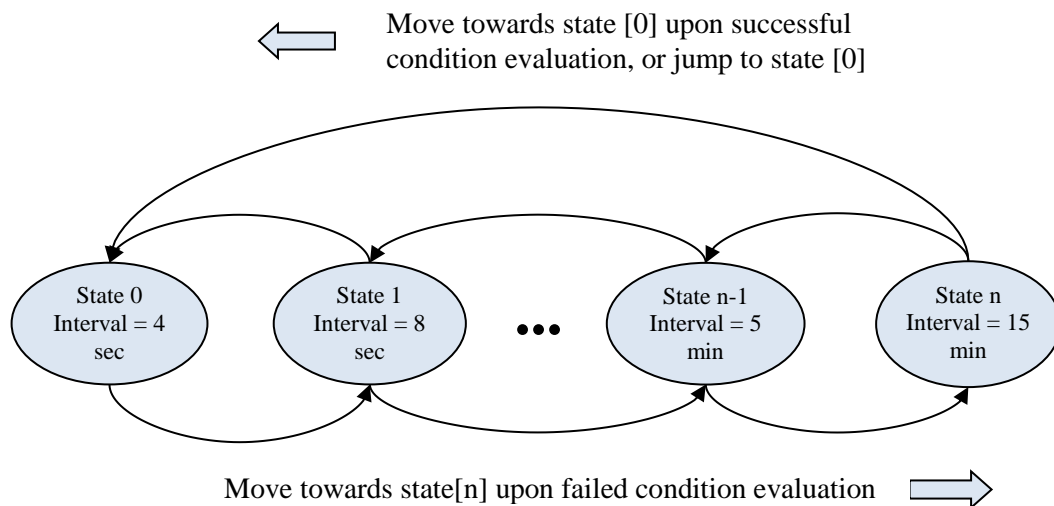 Move towards state [0] upon successful
condition evaluation, or jump to state [0]
State 0
Interval = 4
sec
State 1
Interval = 8
sec
•••
State n-1
Interval = 5
min
State n
Interval = 15
min
Move towards state[n] upon failed condition evaluation